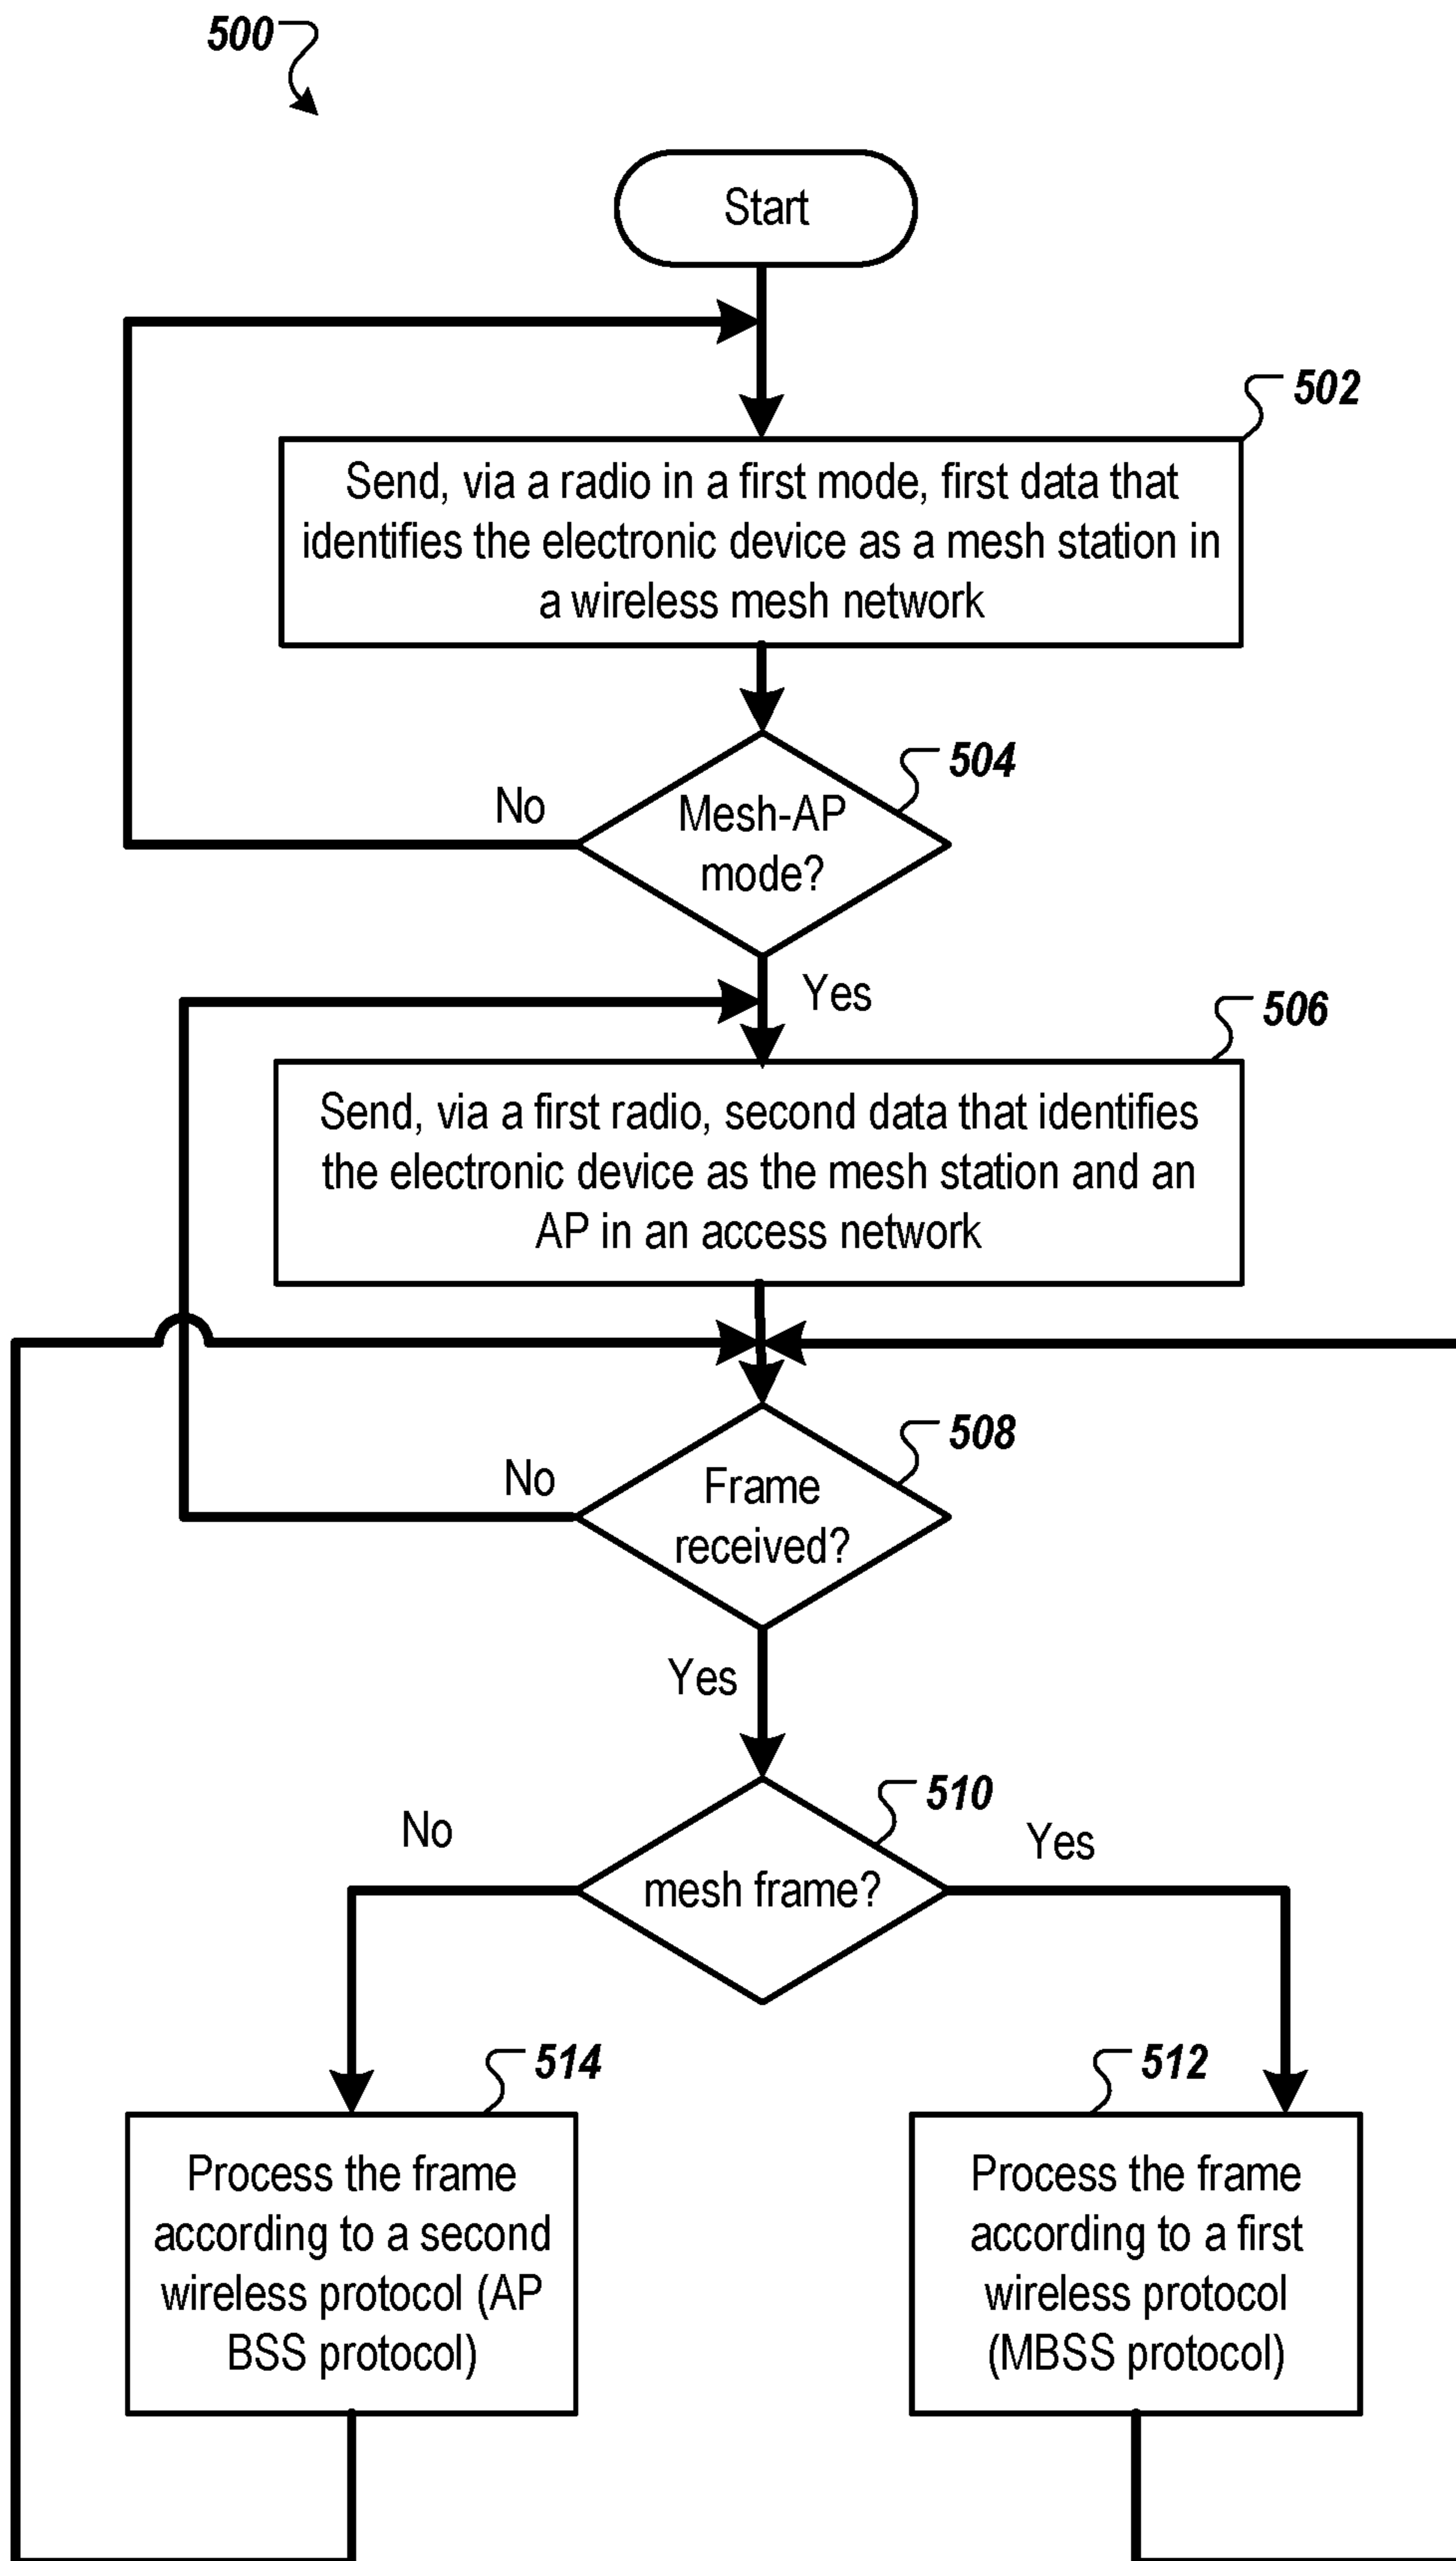 500
Start
502
Send, via a radio in a first mode, first data that
identifies the electronic device as a mesh station in
a wireless mesh network
504
No
Mesh-AP
mode?
Yes
506
Send, via a first radio, second data that identifies
the electronic device as the mesh station and an
AP in an access network
508
No
Frame
received?
Yes
510
No
Yes
mesh frame?
514
512
Process the frame
according to a second
wireless protocol (AP
BSS protocol)
Process the frame
according to a first
wireless protocol
(MBSS protocol)